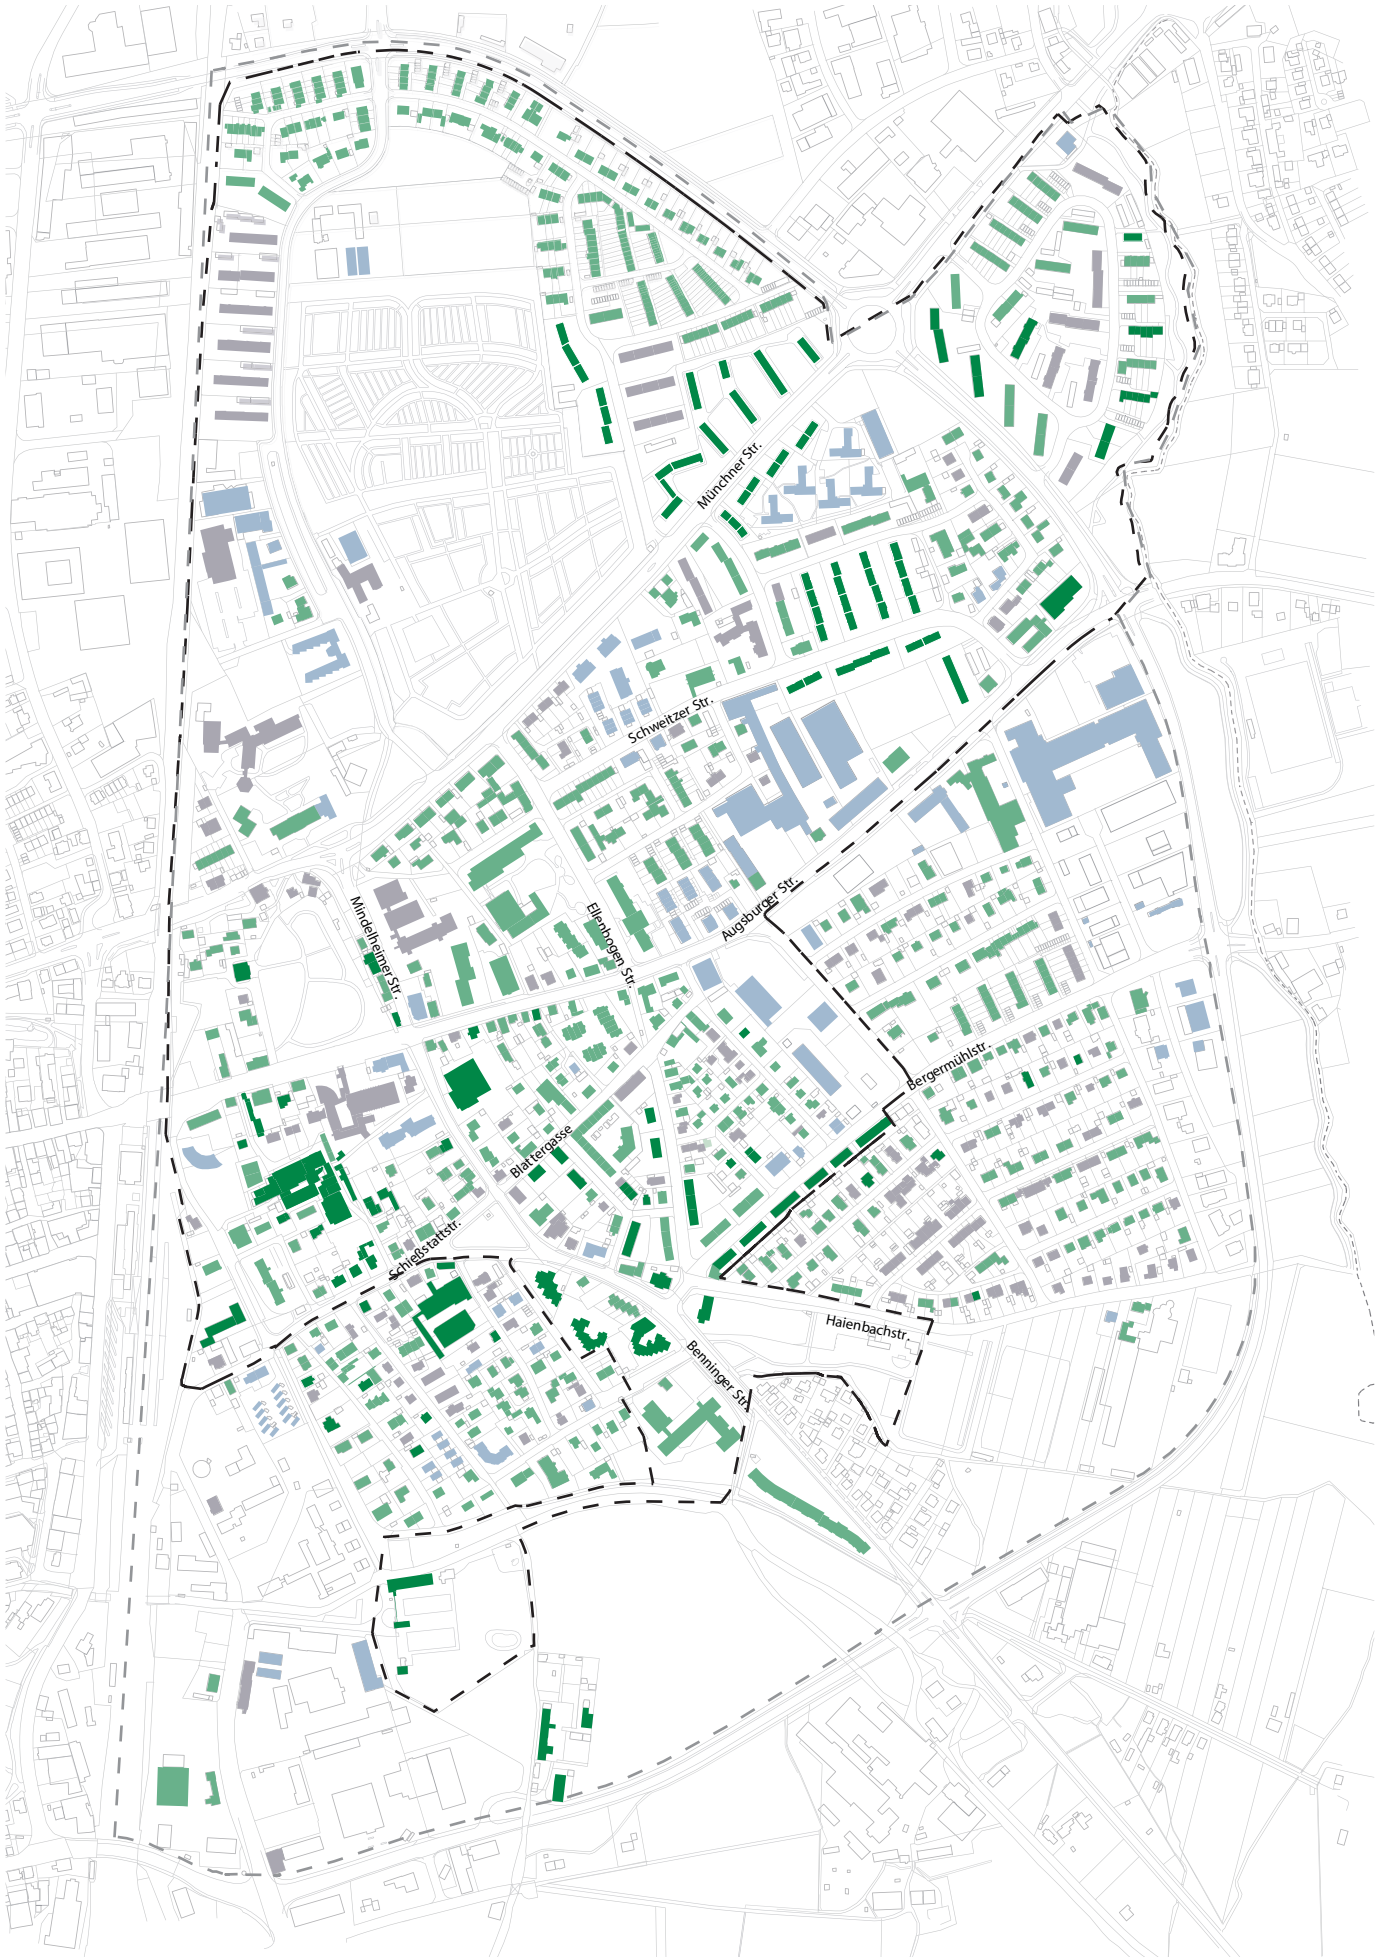 Münchner Str.
Schweitzer Str.
Augsburger Str.
Ellenbogen Str.
Mindelheimer Str.
Bergermühlstr.
Blattergasse
Schießstattstr.
Haienbachstr.
Benninger Str.